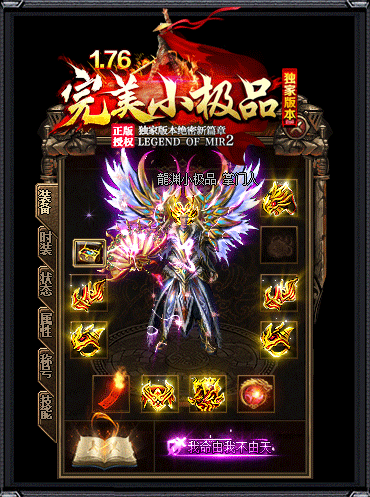 1.76
完美小极品
独家版本
正版授权
独家版本绝密新篇章
LEGEND OF MIR2
龍渊小极品 掌门人
装备
时装
状态
属性
称号
技能
我命由我不由天